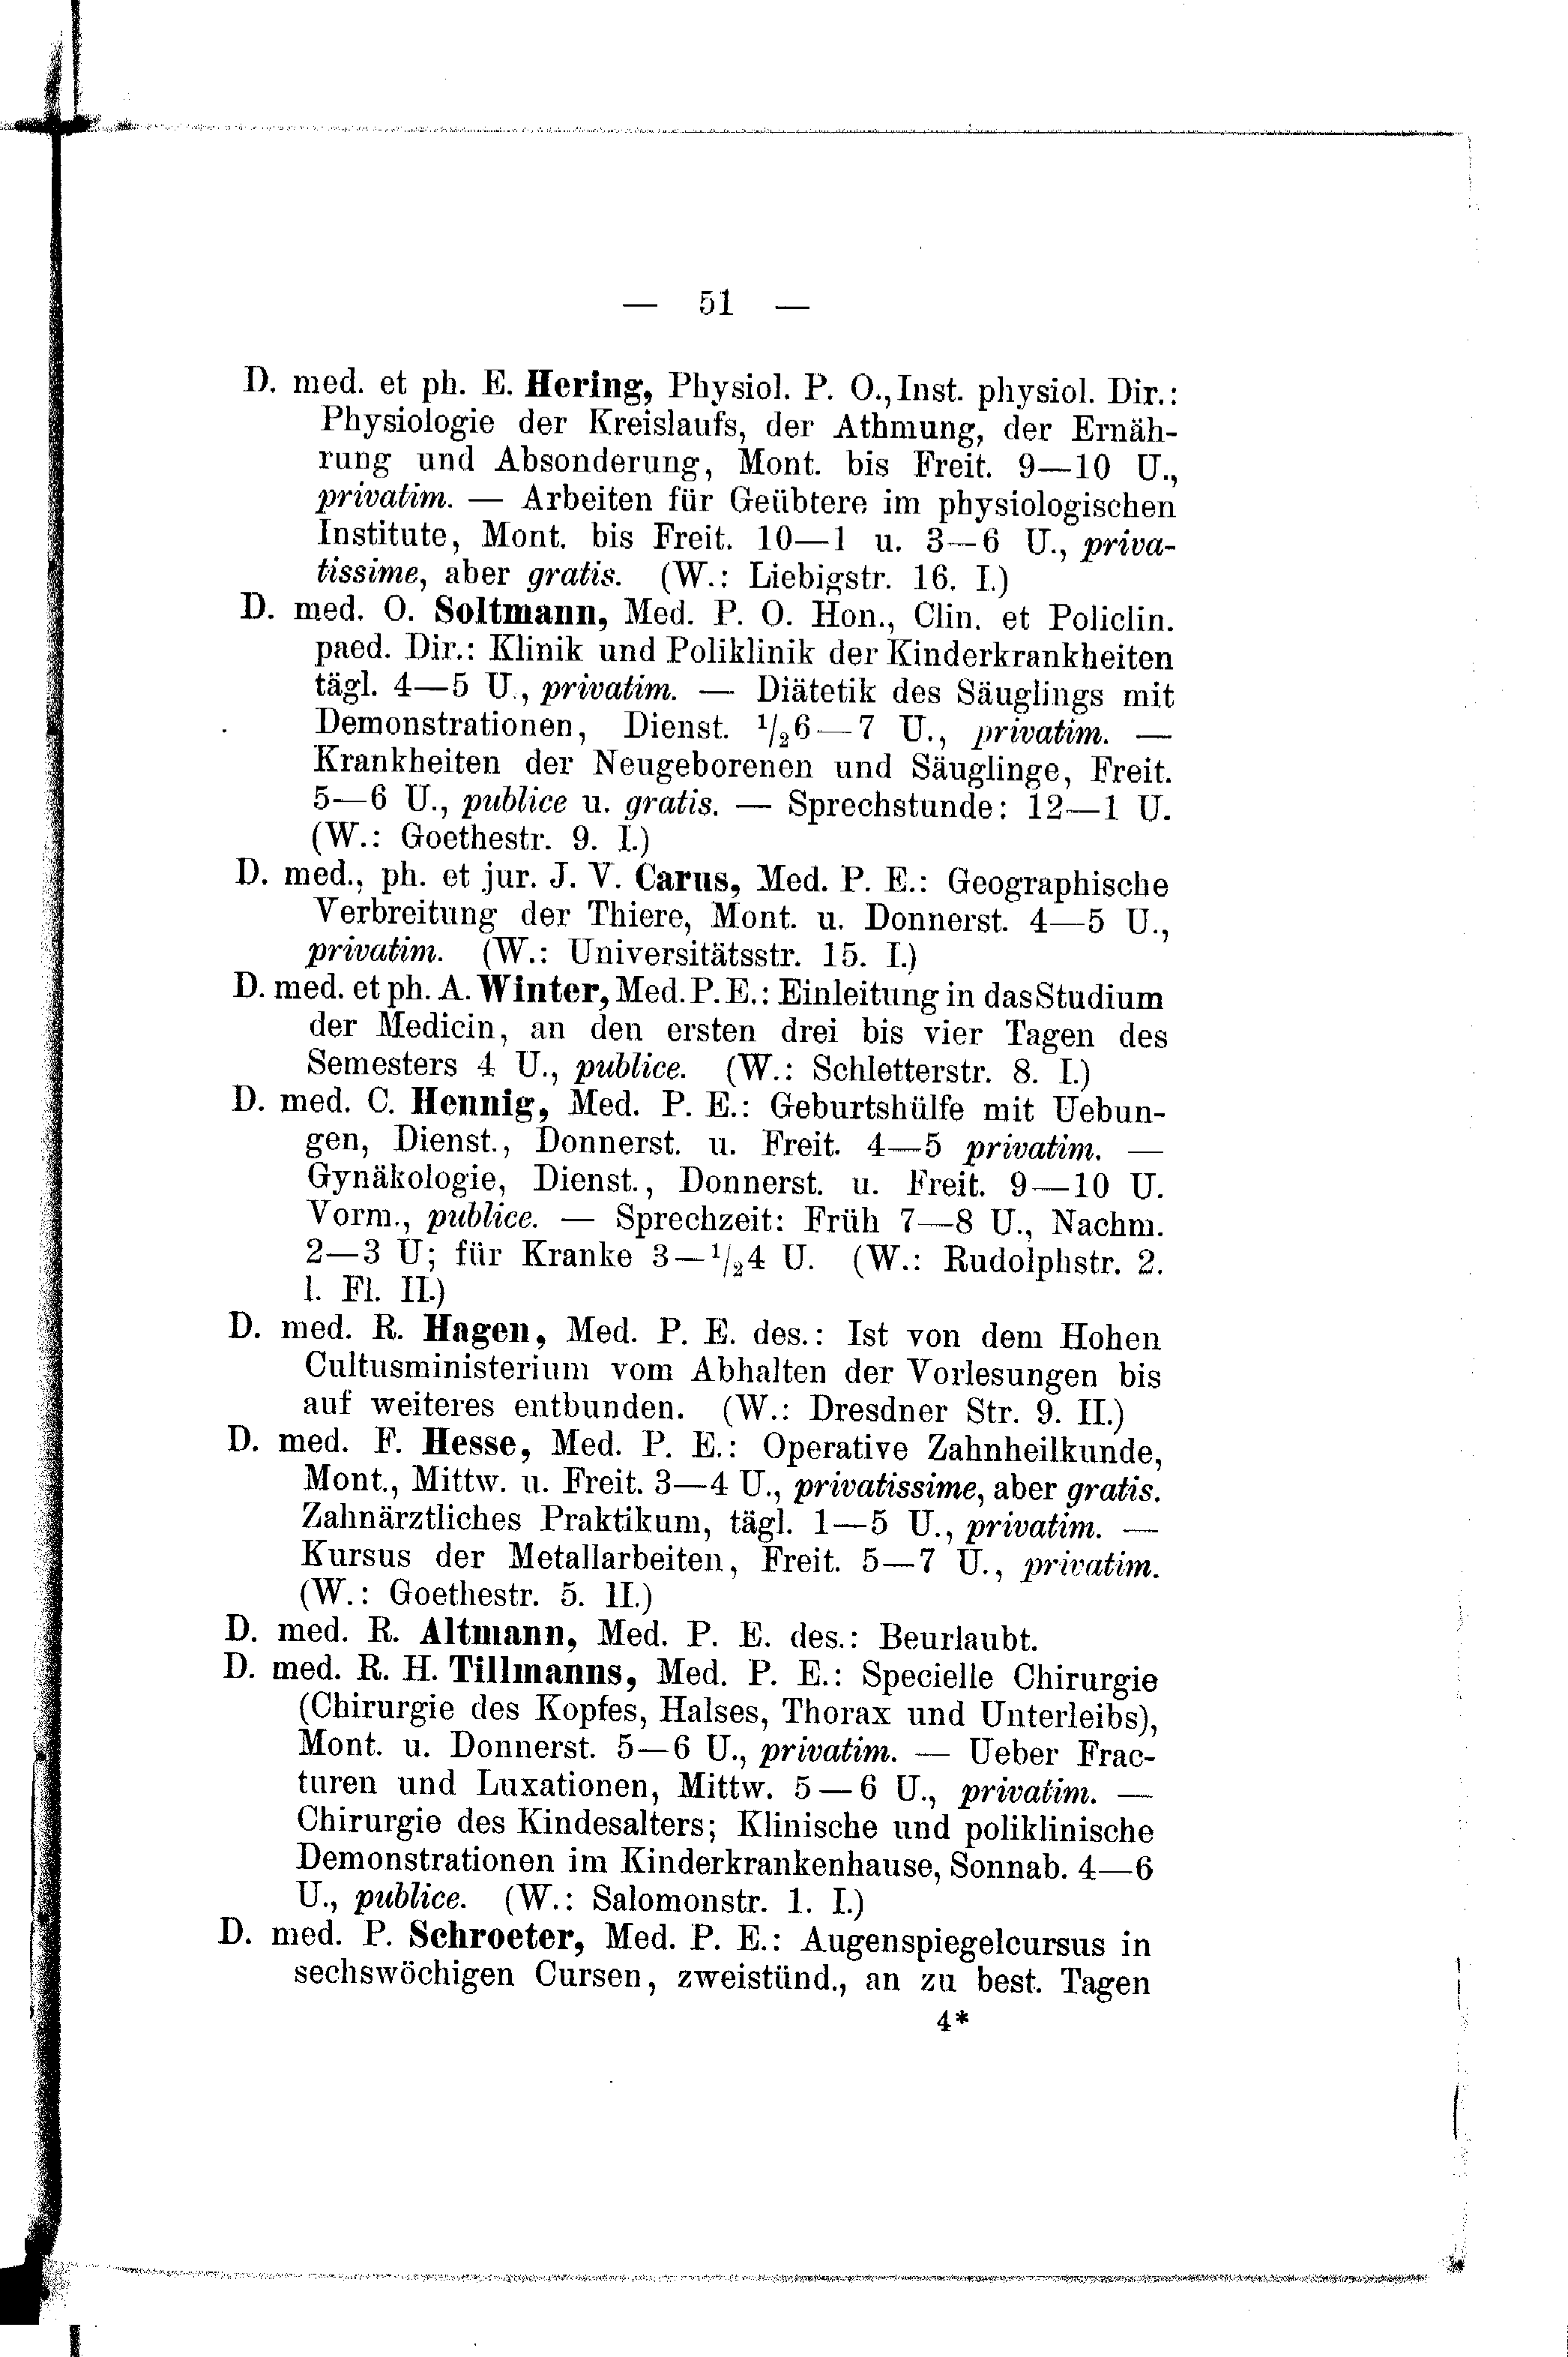 — 51 —
D. med. et ph. E. Hering, Physiol. P. O., Inst. physiol. Dir.:
Physiologie der Kreislaufs, der Athmung, der Ernäh-
rung und Absonderung, Mont. bis Freit. 9—10 U.,
privatim. — Arbeiten für Geübtere im physiologischen
Institute, Mont. bis Freit. 10—1 u. 3—6 U., priva-
tissime, aber gratis. (W.: Liebigstr. 16. I.)
D. med. O. Soltmann, Med. P. O. Hon., Clin. et Policlin.
paed. Dir.: Klinik und Poliklinik der Kinderkrankheiten
tägl. 4—5 U., privatim. — Diätetik des Säuglings mit
Demonstrationen, Dienst. 1/26—7 U., privatim. —
Krankheiten der Neugeborenen und Säuglinge, Freit.
5—6 U., publice u. gratis. — Sprechstunde: 12—1 U.
(W.: Goethestr. 9. I.)
D. med., ph. et jur. J. V. Carus, Med. P. E.: Geographische
Verbreitung der Thiere, Mont. u. Donnerst. 4—5 U.,
privatim. (W.: Universitätsstr. 15. I.)
D. med. et ph. A. Winter, Med. P. E.: Einleitung in das Studium
der Medicin, an den ersten drei bis vier Tagen des
Semesters 4 U., publice. (W.: Schletterstr. 8. I.)
D. med. C. Hennig, Med. P. E.: Geburtshülfe mit Uebun-
gen, Dienst., Donnerst. u. Freit. 4—5 privatim. —
Gynäkologie, Dienst., Donnerst. u. Freit. 9—10 U.
Vorm., publice. — Sprechzeit: Früh 7—8 U., Nachm.
2—3 U; für Kranke 3—1/24 U. (W.: Rudolphstr. 2.
l. Fl. II.)
D. med. R. Hagen, Med. P. E. des.: Ist von dem Hohen
Cultusministerium vom Abhalten der Vorlesungen bis
auf weiteres entbunden. (W.: Dresdner Str. 9. II.)
D. med. F. Hesse, Med. P. E.: Operative Zahnheilkunde,
Mont., Mittw. u. Freit. 3—4 U., privatissime, aber gratis.
Zahnärztliches Praktikum, tägl. 1—5 U., privatim. —
Kursus der Metallarbeiten, Freit. 5—7 U., privatim.
(W.: Goethestr. 5. II.)
D. med. R. Altmann, Med. P. E. des.: Beurlaubt.
D. med. R. H. Tillmanns, Med. P. E.: Specielle Chirurgie
(Chirurgie des Kopfes, Halses, Thorax und Unterleibs),
Mont. u. Donnerst. 5—6 U., privatim. — Ueber Frac-
turen und Luxationen, Mittw. 5—6 U., privatim. —
Chirurgie des Kindesalters; Klinische und poliklinische
Demonstrationen im Kinderkrankenhause, Sonnab. 4—6
U., publice. (W.: Salomonstr. 1. I.)
D. med. P. Schroeter, Med. P. E.: Augenspiegelcursus in
sechswöchigen Cursen, zweistünd., an zu best. Tagen
4*